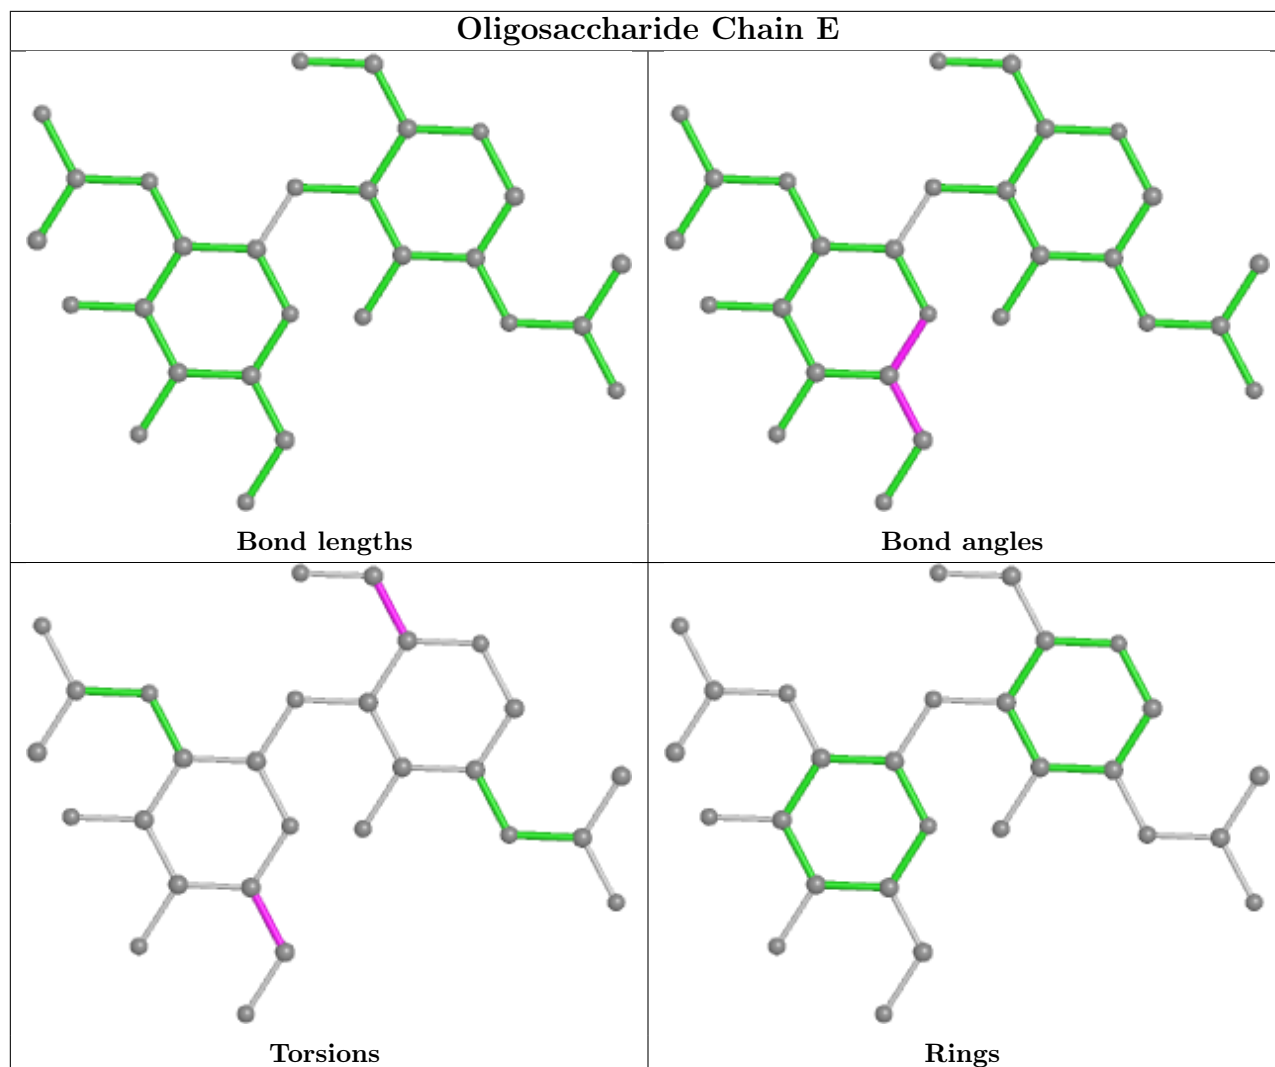 Oligosaccharide Chain E
Bond lengths
Bond angles
Torsions
Rings